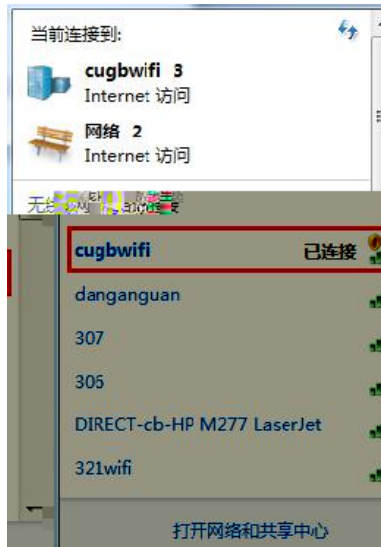 当前连接到:
cugbwifi 3
Internet 访问
网络 2
Internet 访问
cugbwifi 已连接
danganguan
307
306
DIRECT-cb-HP M277 LaserJet
321wifi
打开网络和共享中心